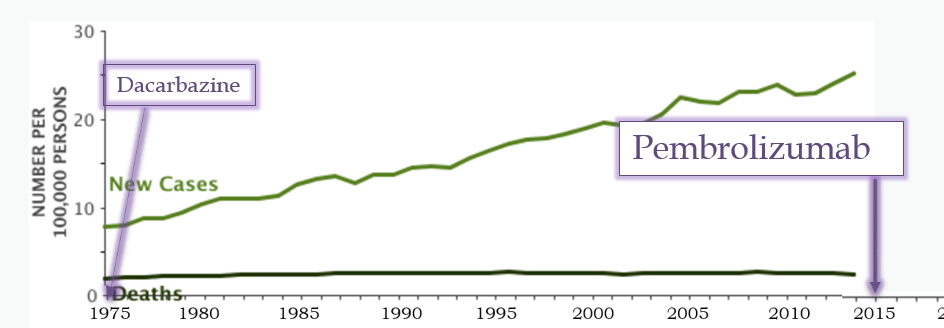 30
Dacarbazine
20
NUMBER PER
100,000 PERSONS
Pembrolizumab
New Cases
10
Deaths
0
1975 1980 1985 1990 1995 2000 2005 2010 2015